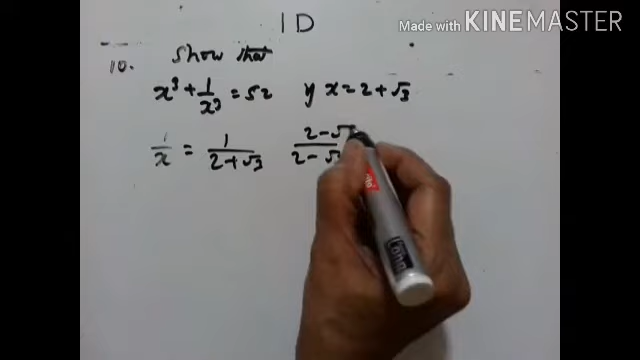 Made with KINEMASTER
1D
10. Show that
x³ + 1/x³ = 52 if x = 2 + √3
1/x = 1/(2+√3) (2-√3)/(2-√3